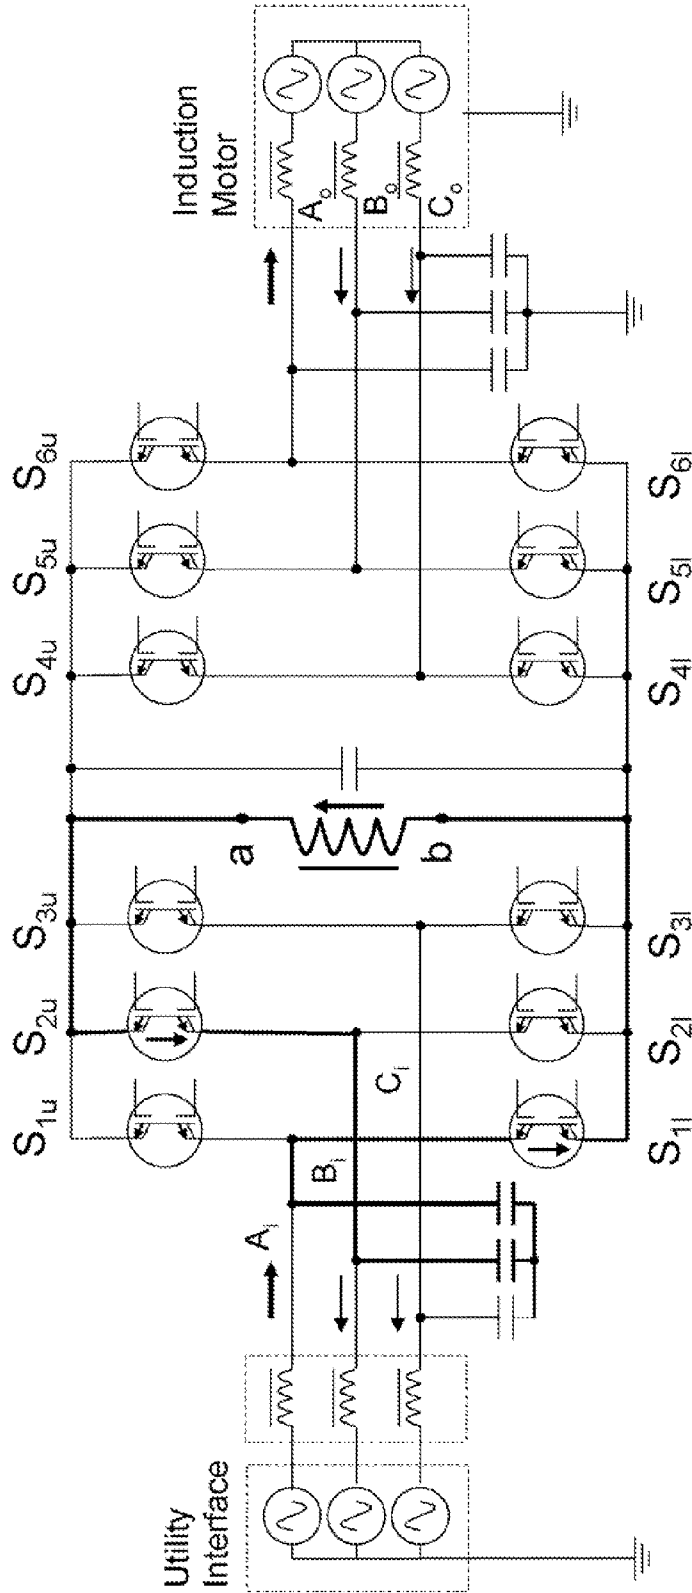 Induction
Motor
A_o
B_o
C_o
S_6u
S_6l
S_5u
S_5l
S_4u
S_4l
a
b
S_3u
S_3l
S_2u
S_2l
C_i
S_1u
S_1l
B_i
A_i
Utility
Interface